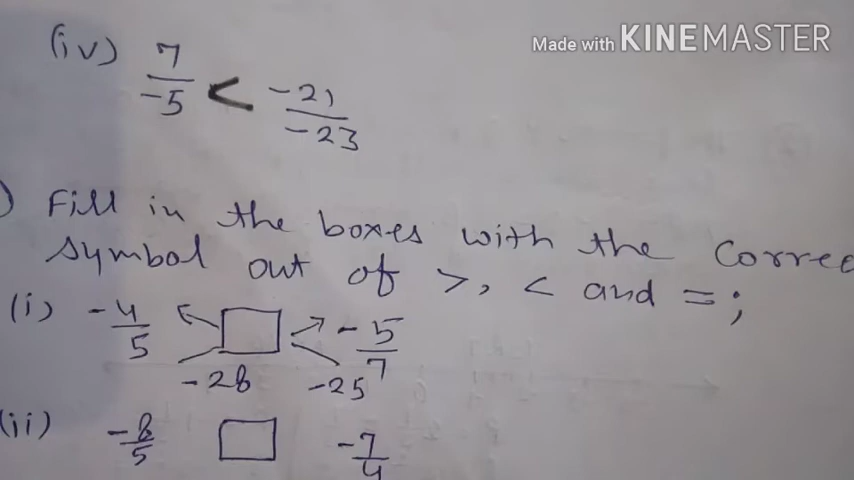 Made with KINEMASTER
(iv) 7/-5 < -21/-23
) Fill in the boxes with the Correc
Symbol out of >, < and = ;
(i) -4/5 □ -5/7
-28 -25
(ii) -8/5 □ -7/4